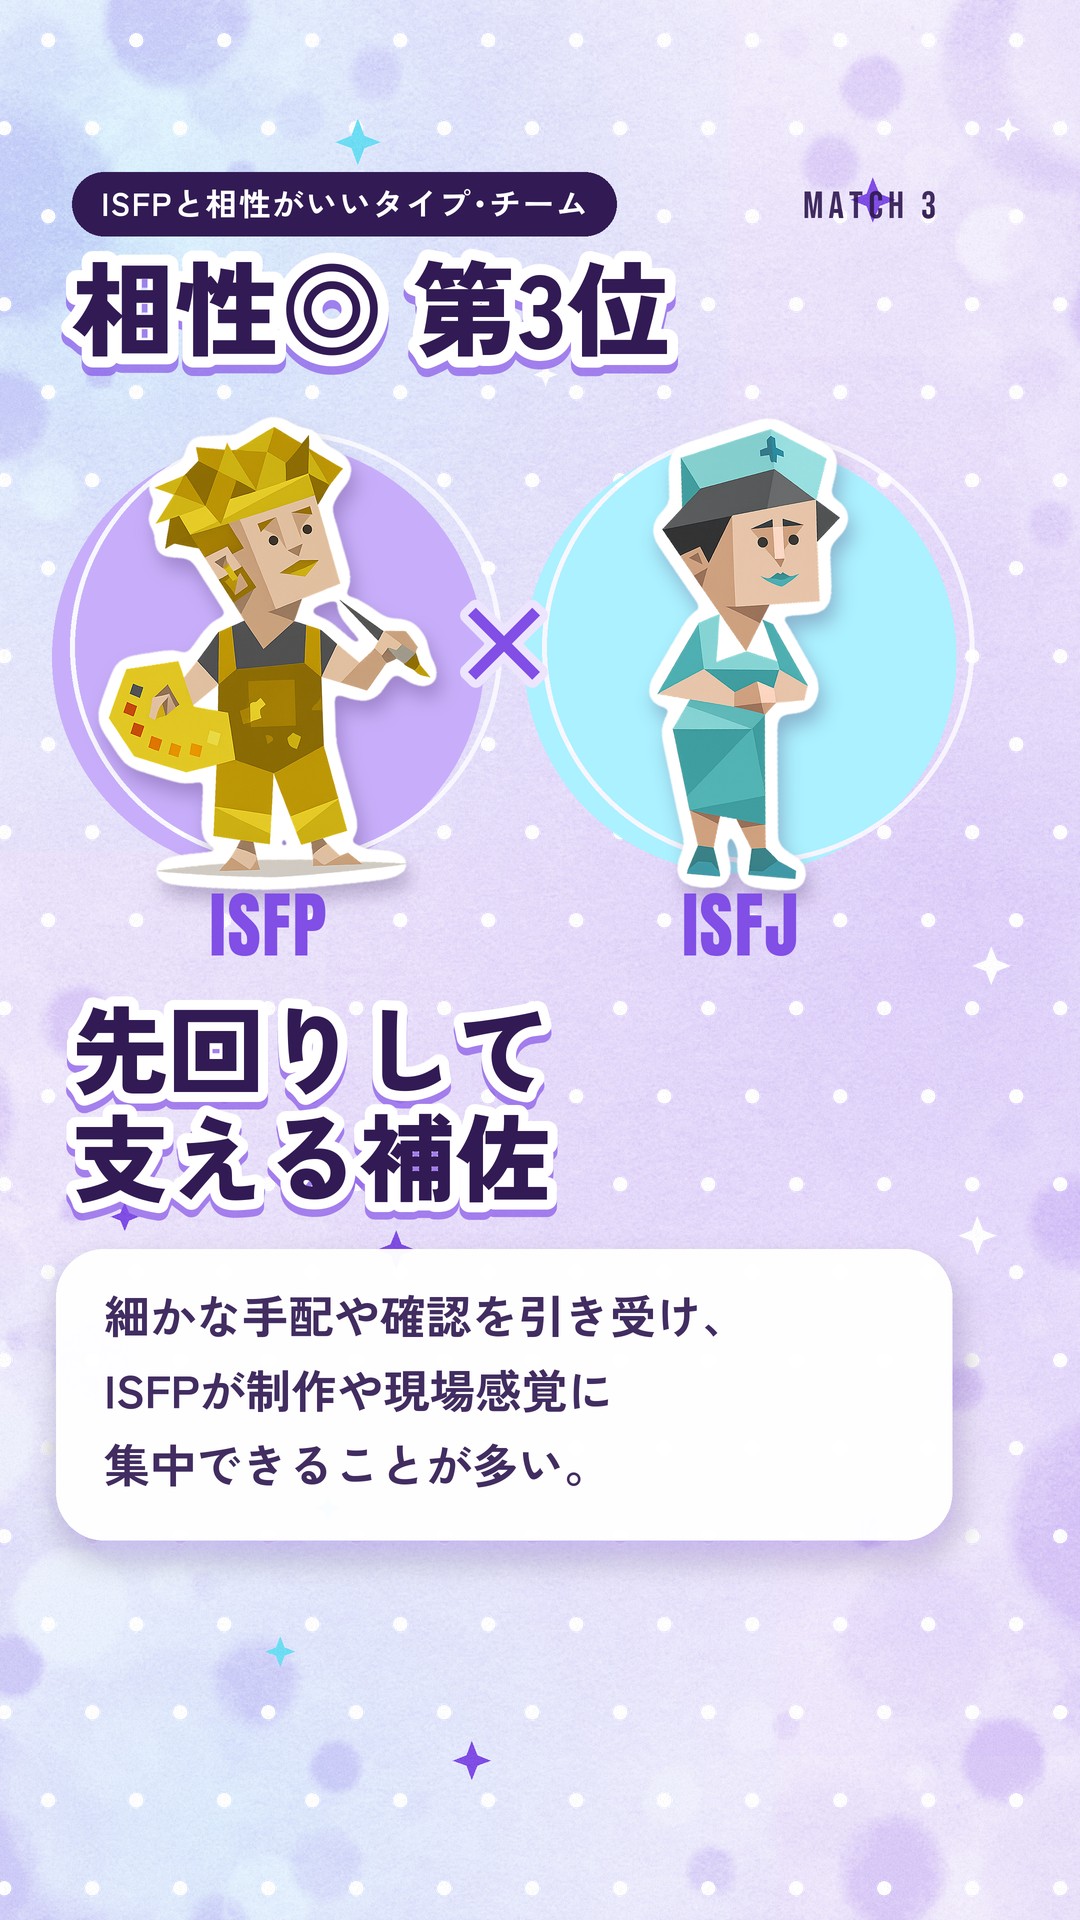 ISFPと相性がいいタイプ・チーム
MATCH 3
相性◎ 第3位
ISFP
ISFJ
先回りして
支える補佐
細かな手配や確認を引き受け、
ISFPが制作や現場感覚に
集中できることが多い。